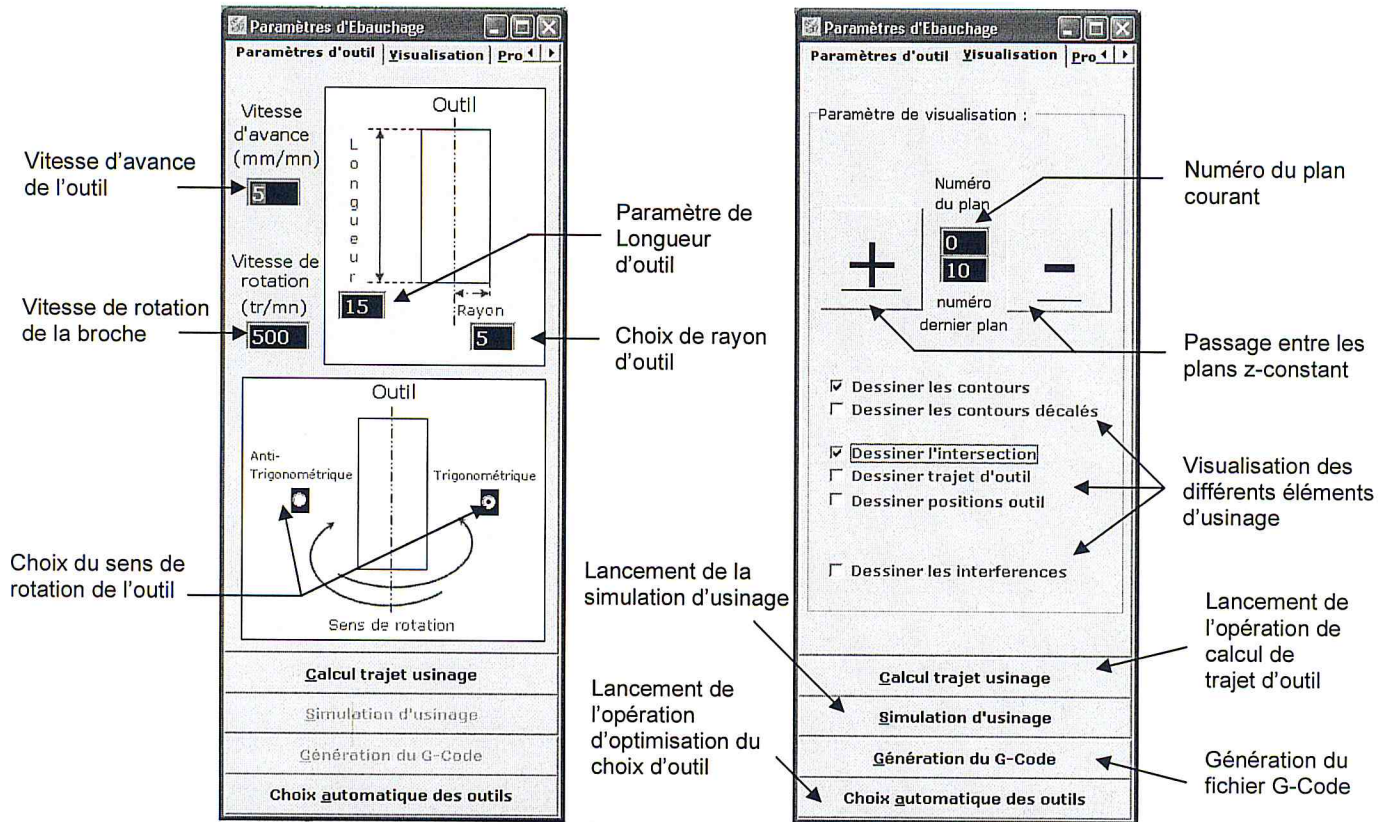 Paramètres d'Ebauchage
Paramètres d'outil
Visualisation
Pro
Vitesse
d'avance
(mm/mn)
5
Vitesse de
rotation
(tr/mn)
500
Outil
Longueur
15
Rayon
5
Outil
Anti-
Trigonométrique
Trigonométrique
Sens de rotation
Calcul trajet usinage
Simulation d'usinage
Génération du G-Code
Choix automatique des outils
Vitesse d'avance
de l'outil
Vitesse de rotation
de la broche
Choix du sens de
rotation de l'outil
Paramètre de
Longueur
d'outil
Choix de rayon
d'outil
Lancement de la
simulation d'usinage
Lancement de
l'opération
d'optimisation du
choix d'outil
Paramètres d'Ebauchage
Paramètres d'outil
Visualisation
Pro
Paramètre de visualisation :
Numéro
du plan
+
0
10
-
numéro
dernier plan
Dessiner les contours
Dessiner les contours décalés
Dessiner l'intersection
Dessiner trajet d'outil
Dessiner positions outil
Dessiner les interferences
Calcul trajet usinage
Simulation d'usinage
Génération du G-Code
Choix automatique des outils
Numéro du plan
courant
Passage entre les
plans z-constant
Visualisation des
différents éléments
d'usinage
Lancement de
l'opération de
calcul de
trajet d'outil
Génération du
fichier G-Code